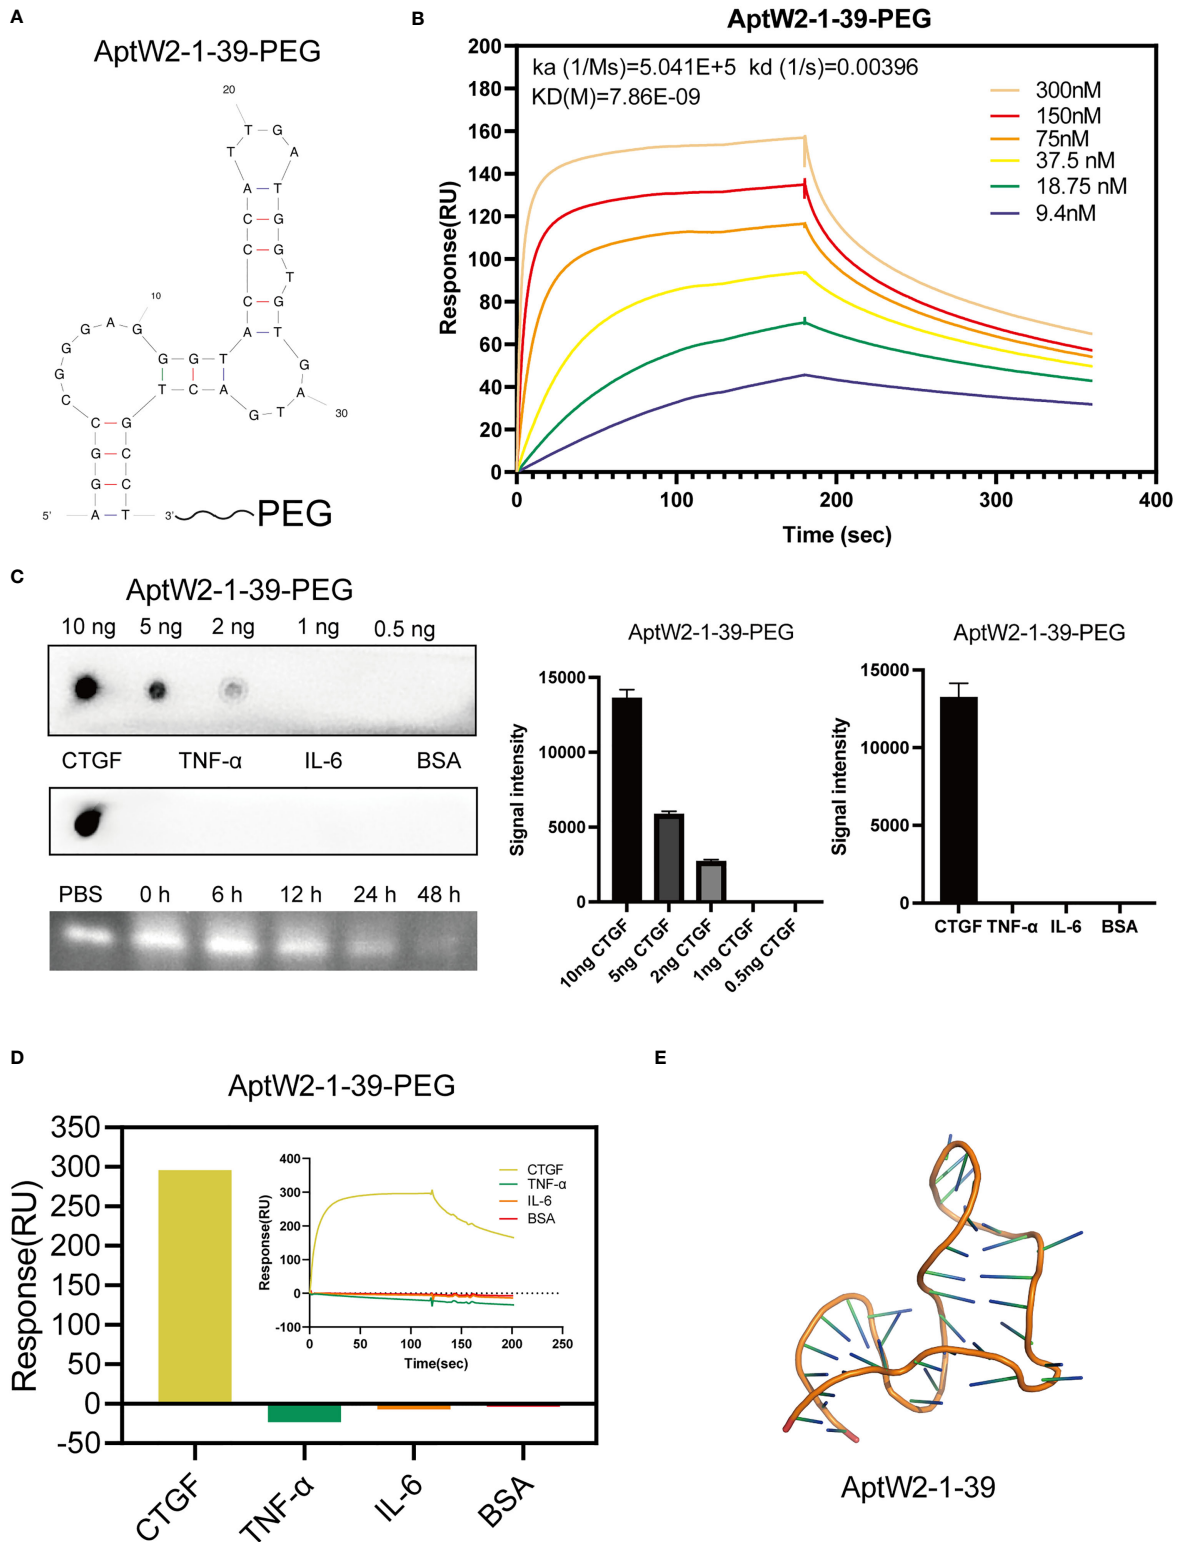 A
AptW2-1-39-PEG
20
T G
T A
A T
C G
C G
T
C G
A T
10
G A G
G G G T G
G T C A A
C G T 30
C G
G C
G C
5' A T 3' PEG
B
AptW2-1-39-PEG
ka (1/Ms)=5.041E+5 kd (1/s)=0.00396
KD(M)=7.86E-09
300nM
150nM
75nM
37.5 nM
18.75 nM
9.4nM
Response(RU)
200
180
160
140
120
100
80
60
40
20
0
0 100 200 300 400
Time (sec)
C
AptW2-1-39-PEG
10 ng 5 ng 2 ng 1 ng 0.5 ng
CTGF TNF-α IL-6 BSA
PBS 0 h 6 h 12 h 24 h 48 h
AptW2-1-39-PEG
Signal intensity
15000
10000
5000
0
10ng CTGF
5ng CTGF
2ng CTGF
1ng CTGF
0.5ng CTGF
AptW2-1-39-PEG
Signal intensity
15000
10000
5000
0
CTGF TNF-α IL-6 BSA
D
AptW2-1-39-PEG
Response(RU)
350
300
250
200
150
100
50
0
-50
CTGF
TNF-α
IL-6
BSA
Response(RU)
400
300
200
100
0
-100
0 50 100 150 200 250
Time(sec)
CTGF
TNF-α
IL-6
BSA
E
AptW2-1-39